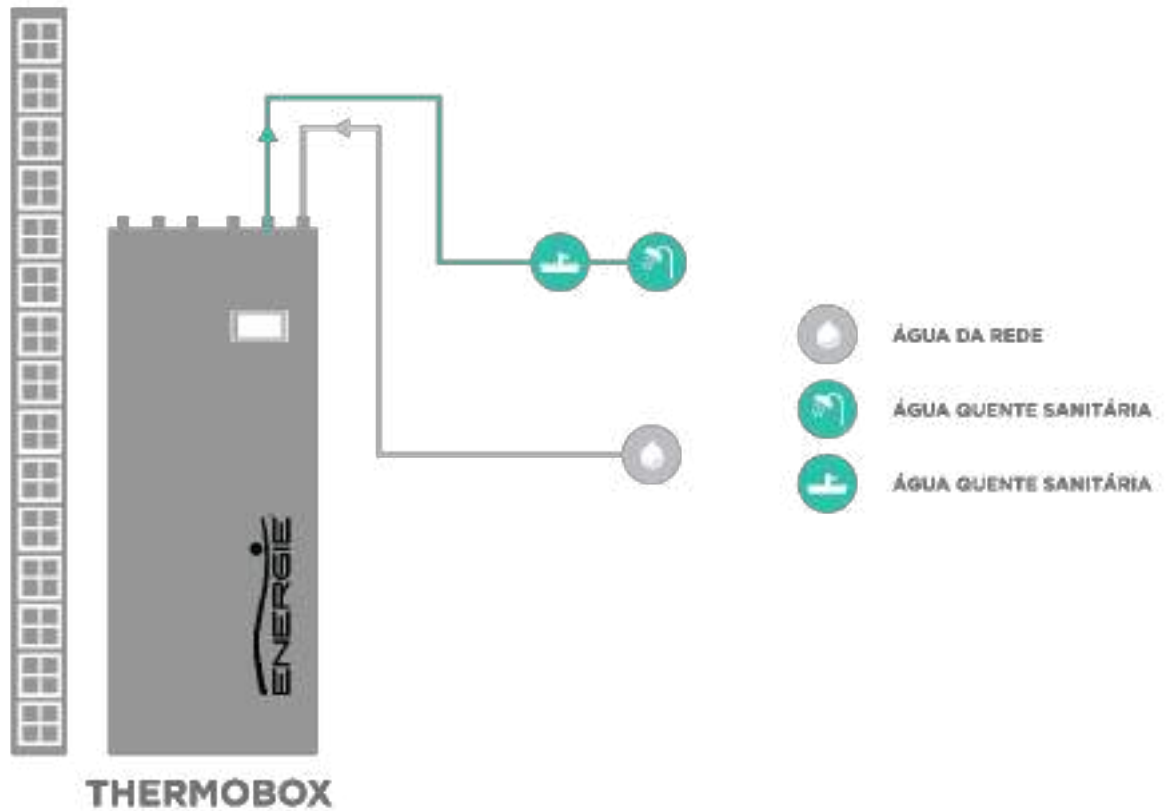 ÁGUA DA REDE
ÁGUA QUENTE SANITÁRIA
ÁGUA QUENTE SANITÁRIA
ENERGIE
THERMOBOX